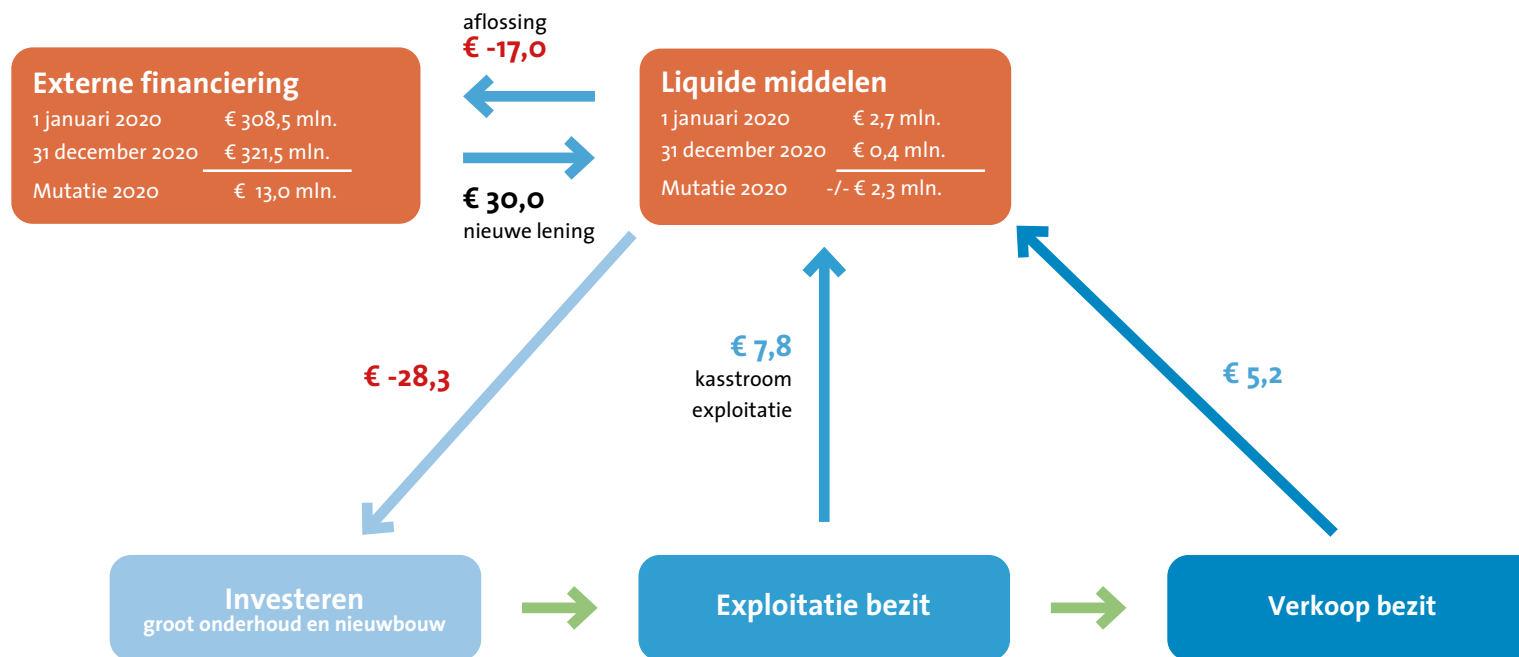 aflossing
€ -17,0
Externe financiering
1 januari 2020 € 308,5 mln.
31 december 2020 € 321,5 mln.
Mutatie 2020 € 13,0 mln.
€ 30,0
nieuwe lening
Liquide middelen
1 januari 2020 € 2,7 mln.
31 december 2020 € 0,4 mln.
Mutatie 2020 -/- € 2,3 mln.
€ -28,3
€ 7,8
kasstroom
exploitatie
€ 5,2
Investeren
groot onderhoud en nieuwbouw
Exploitatie bezit
Verkoop bezit